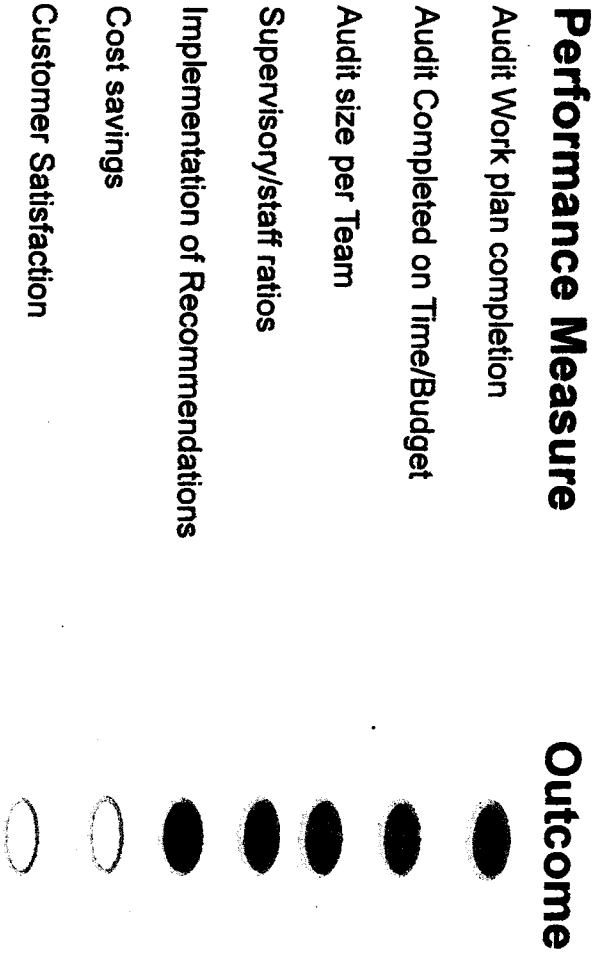 Performance Measure Outcome
Audit Work plan completion
Audit Completed on Time/Budget
Audit size per Team
Supervisory/staff ratios
Implementation of Recommendations
Cost savings
Customer Satisfaction